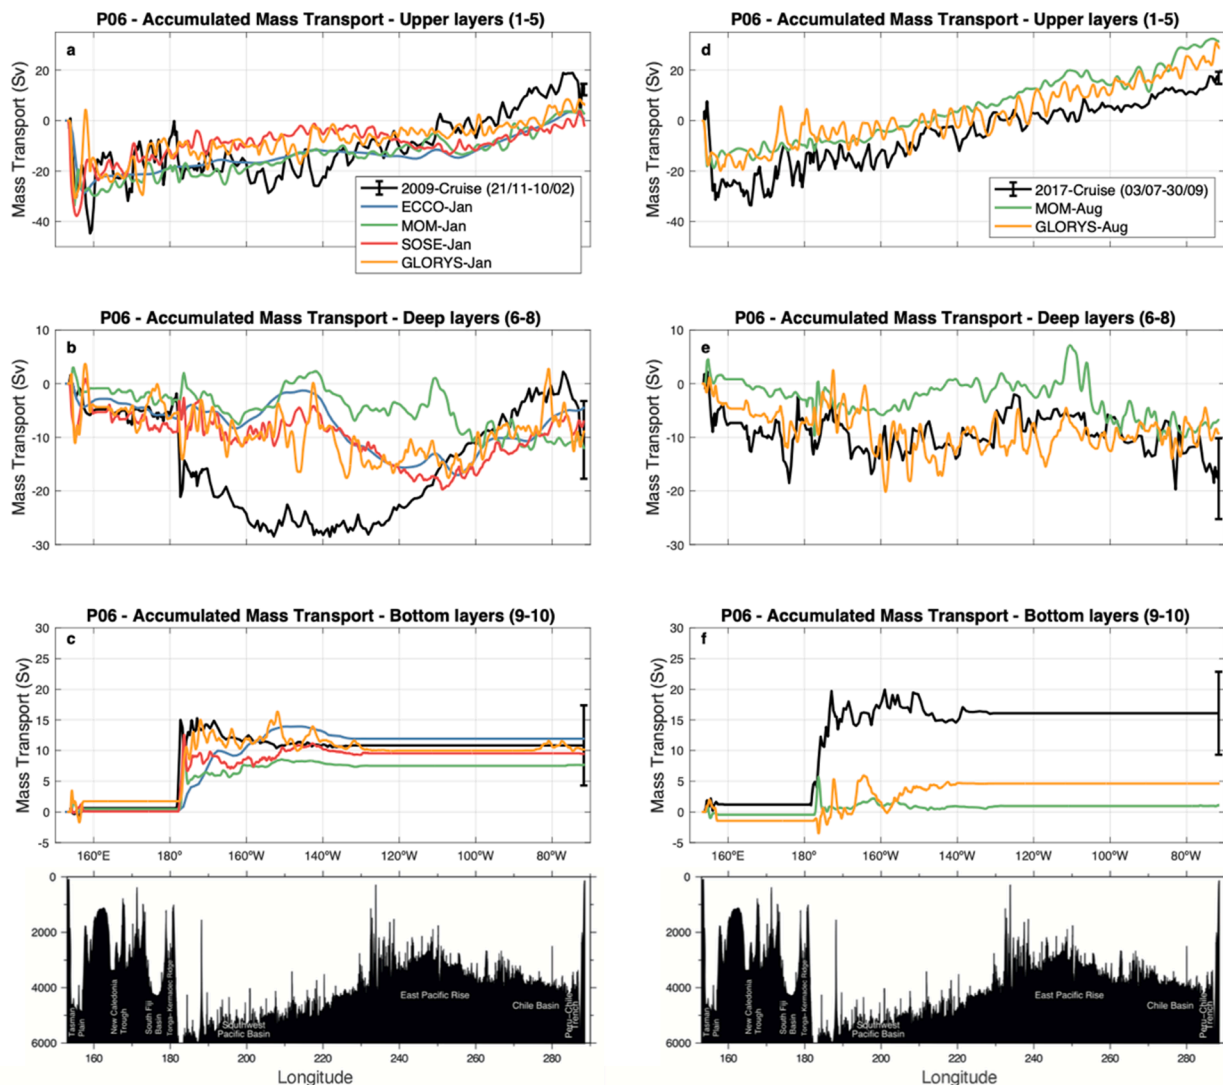 P06 - Accumulated Mass Transport - Upper layers (1-5)
a
Mass Transport (Sv)
20
0
-20
-40
2009-Cruise (21/11-10/02)
ECCO-Jan
MOM-Jan
SOSE-Jan
GLORYS-Jan
P06 - Accumulated Mass Transport - Upper layers (1-5)
d
Mass Transport (Sv)
20
0
-20
-40
2017-Cruise (03/07-30/09)
MOM-Aug
GLORYS-Aug
P06 - Accumulated Mass Transport - Deep layers (6-8)
b
Mass Transport (Sv)
10
0
-10
-20
-30
P06 - Accumulated Mass Transport - Deep layers (6-8)
e
Mass Transport (Sv)
10
0
-10
-20
-30
P06 - Accumulated Mass Transport - Bottom layers (9-10)
c
Mass Transport (Sv)
30
25
20
15
10
5
0
-5
160°E 180° 160°W 140°W 120°W 100°W 80°W
P06 - Accumulated Mass Transport - Bottom layers (9-10)
f
Mass Transport (Sv)
30
25
20
15
10
5
0
-5
160°E 180° 160°W 140°W 120°W 100°W 80°W
0
2000
4000
6000
Tasman
Plain
New Caledonia
Trough
South Fiji
Basin
Tonga-Kermadec Ridge
Southwest
Pacific Basin
East Pacific Rise
Chile Basin
Peru-Chile
Trench
160 180 200 220 240 260 280
Longitude
0
2000
4000
6000
Tasman
Plain
New Caledonia
Trough
South Fiji
Basin
Tonga-Kermadec Ridge
Southwest
Pacific Basin
East Pacific Rise
Chile Basin
Peru-Chile
Trench
160 180 200 220 240 260 280
Longitude